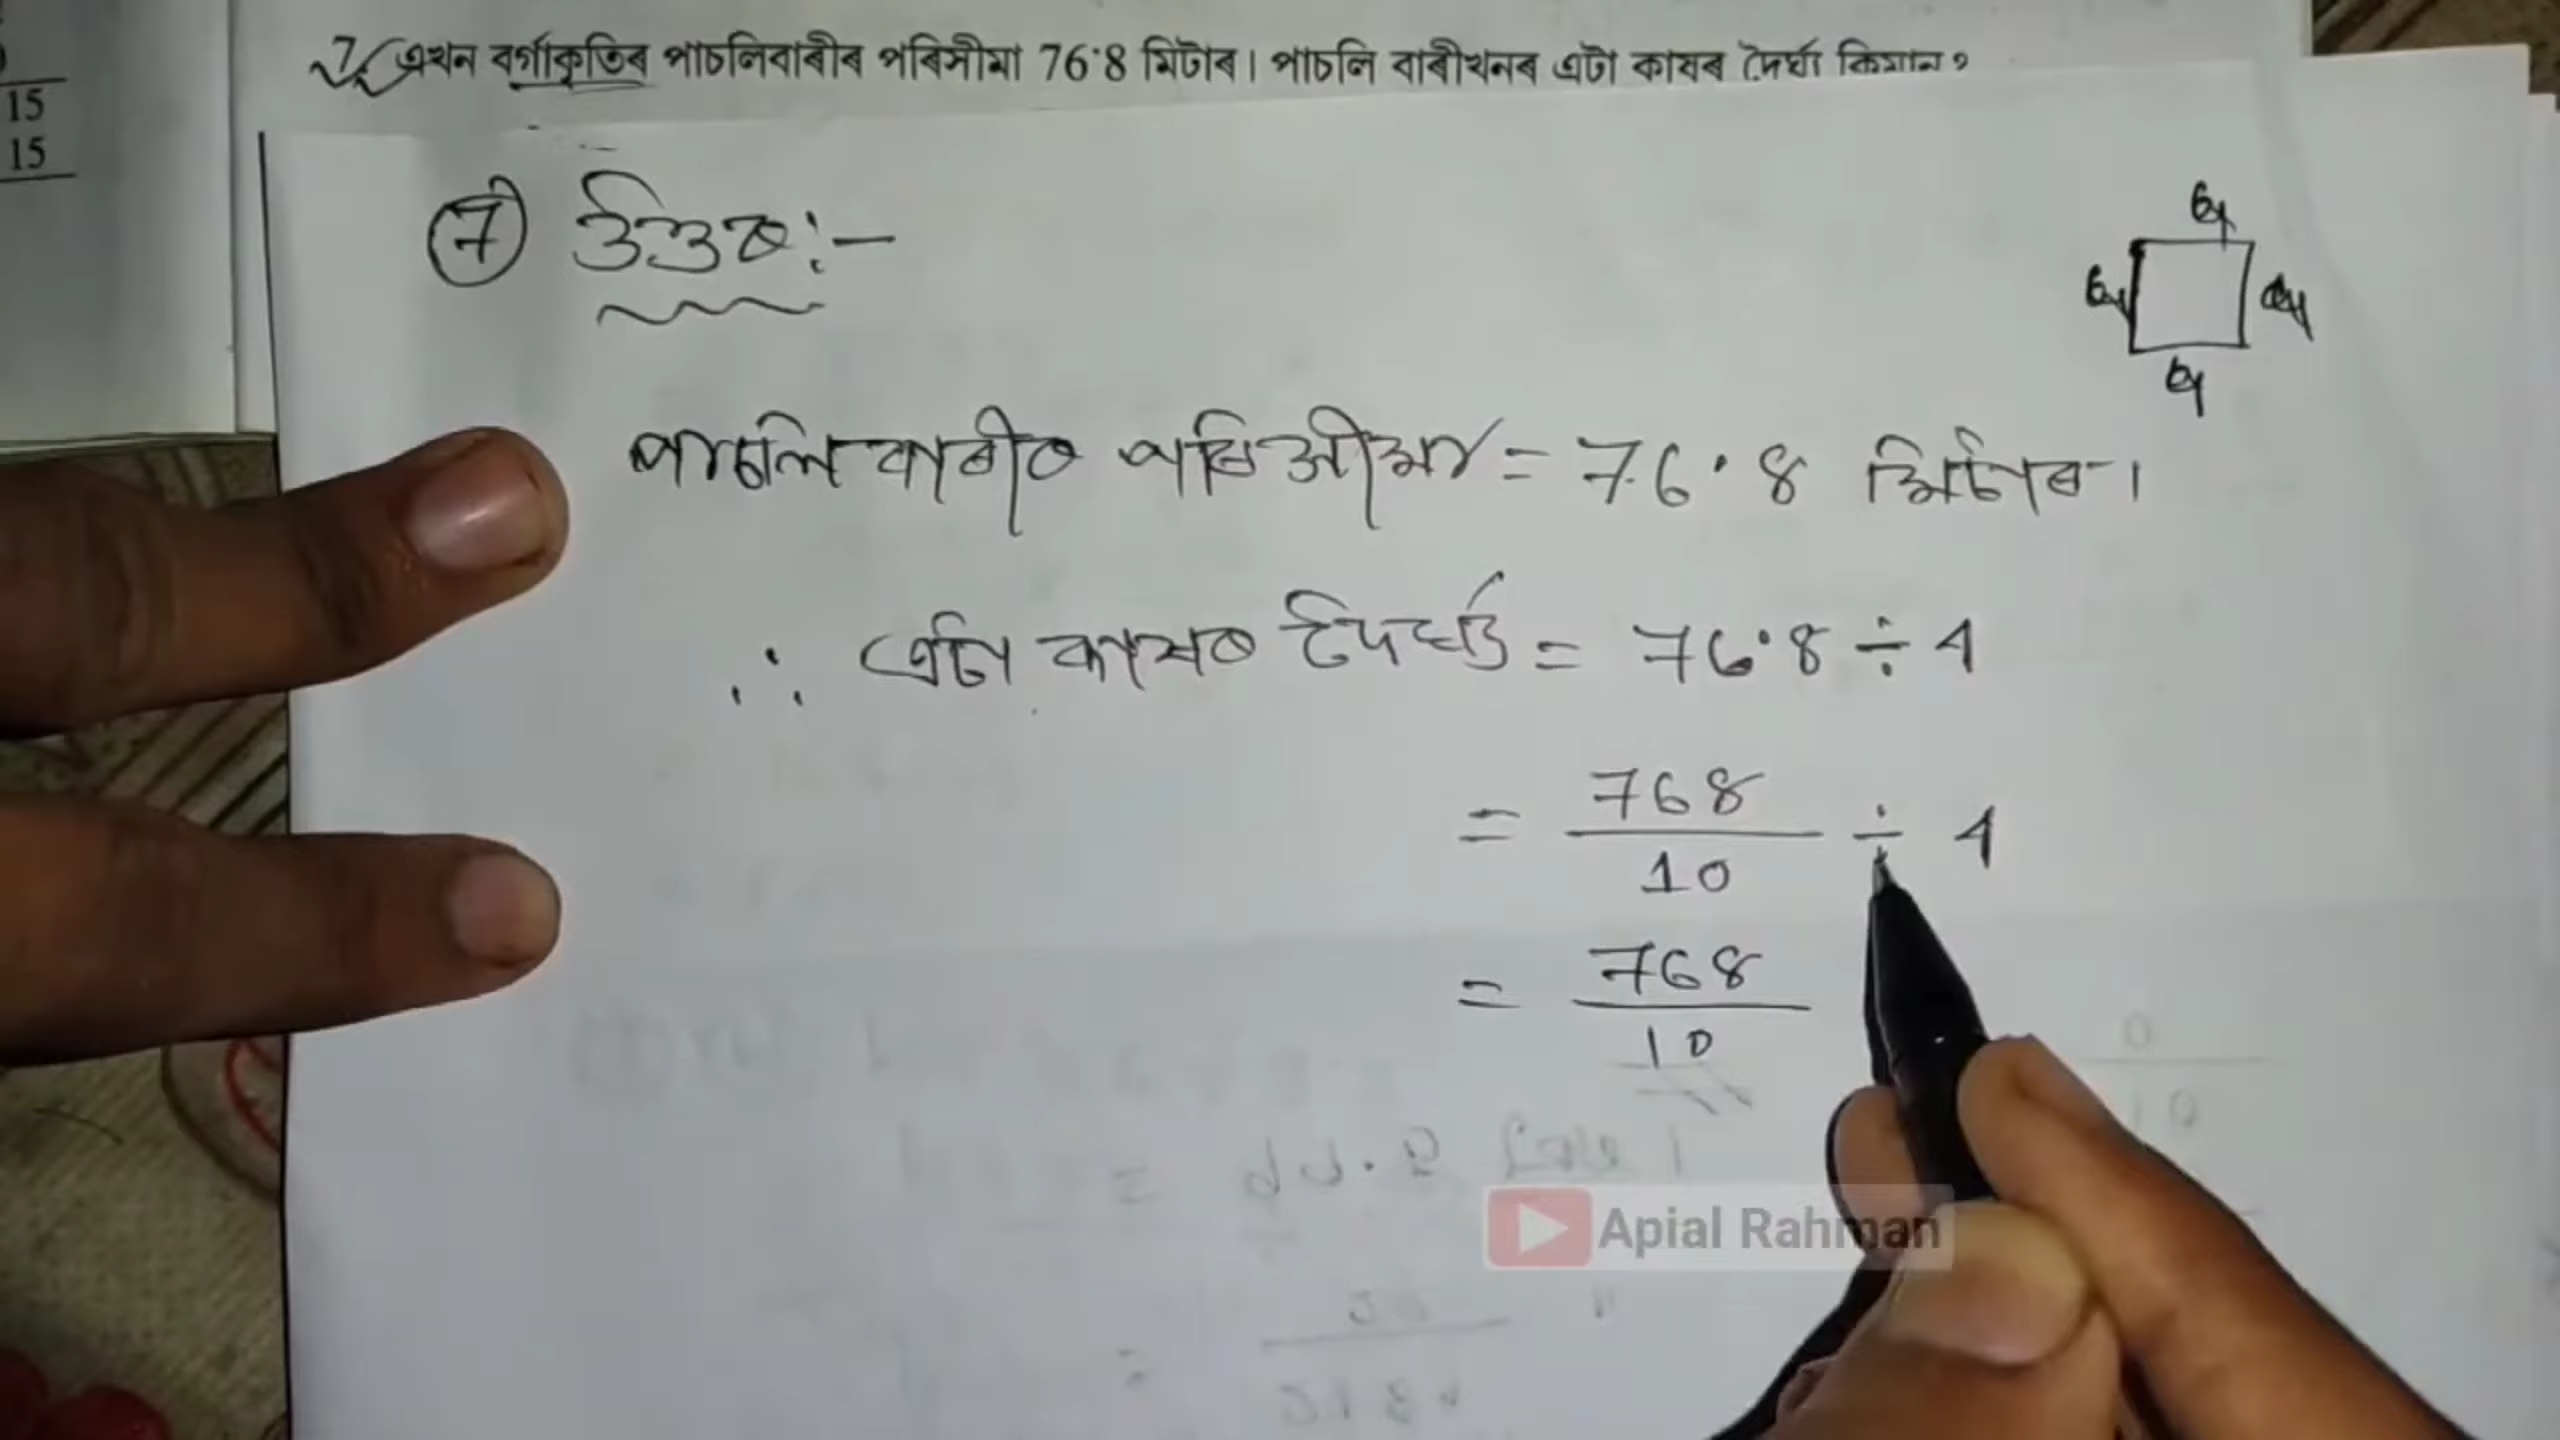 15
15
7. এখন বৰ্গাকৃতিৰ পাচলিবাৰীৰ পৰিসীমা 76·8 মিটাৰ। পাচলি বাৰীখনৰ এটা কাষৰ দৈৰ্ঘ্য কিমান?
7 উত্তৰ:-
পাচলি বাৰীৰ পৰিসীমা = 76·8 মিটাৰ।
∴ এটা কাষৰ দৈৰ্ঘ্য = 76·8 ÷ 4
= 768/10 ÷ 4
= 768/10
Apial Rahman